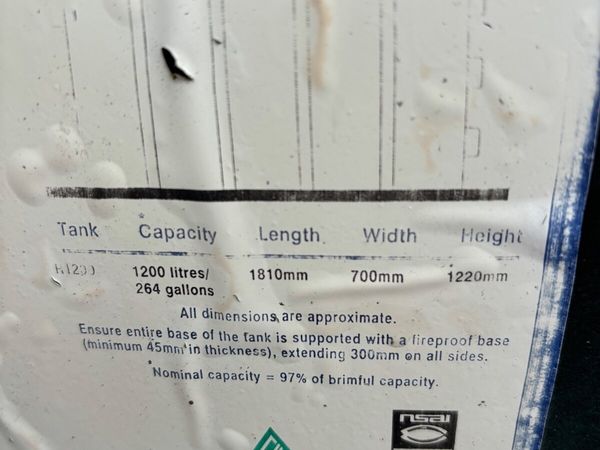 Tank Capacity Length Width Height
H1200 1200 litres/ 1810mm 700mm 1220mm
264 gallons
All dimensions are approximate.
Ensure entire base of the tank is supported with a fireproof base
(minimum 45mm in thickness), extending 300mm on all sides.
Nominal capacity = 97% of brimful capacity.
nsai